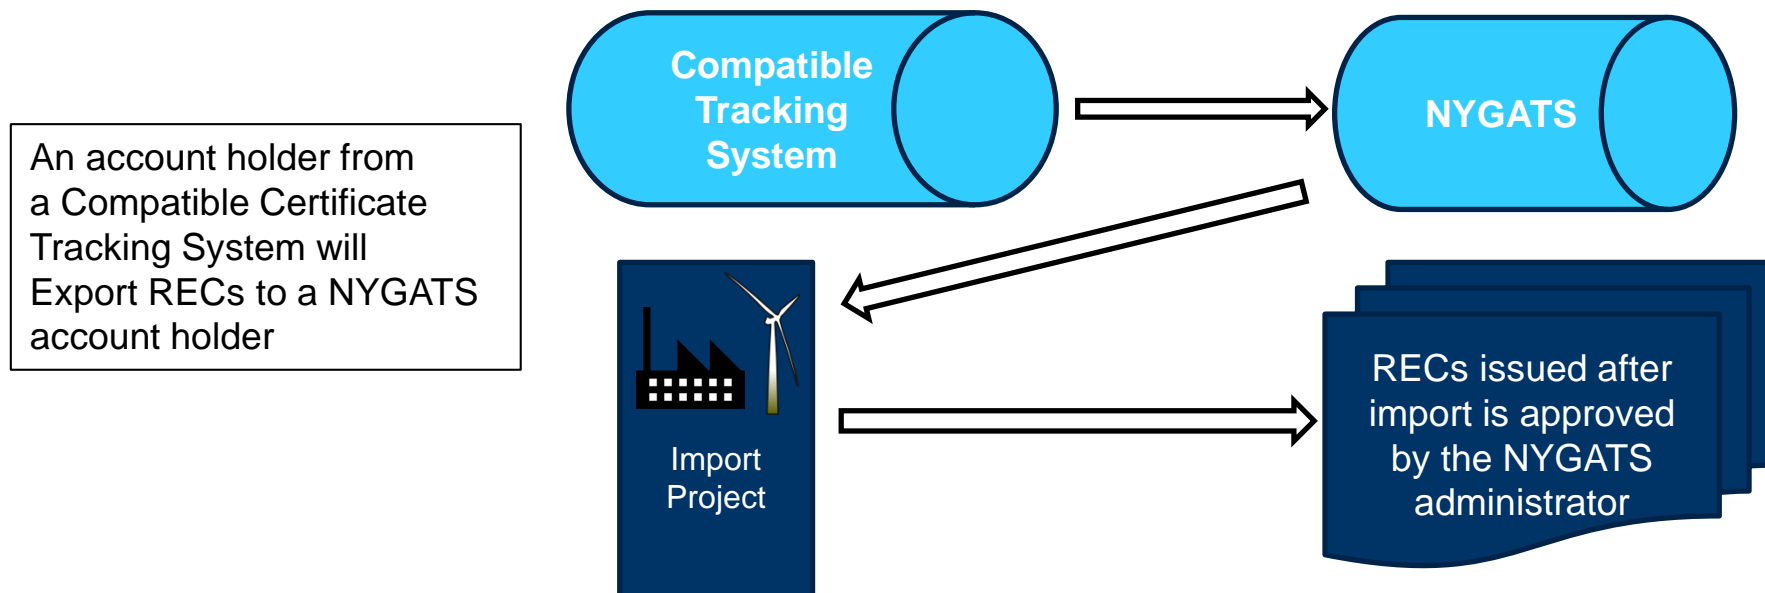 An account holder from
a Compatible Certificate
Tracking System will
Export RECs to a NYGATS
account holder
Compatible
Tracking
System
NYGATS
Import
Project
RECs issued after
import is approved
by the NYGATS
administrator